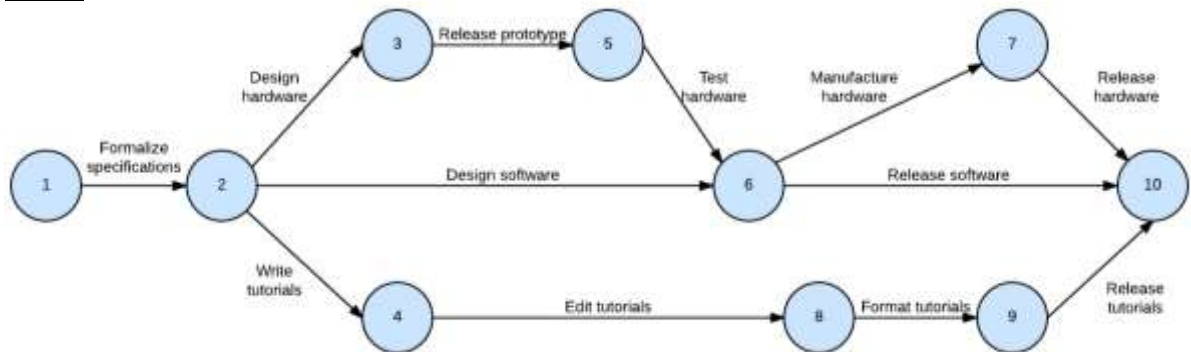 3
Release prototype
5
7
Design
hardware
Test
hardware
Manufacture
hardware
Release
hardware
Formalize
specifications
1
2
Design software
6
Release software
10
Write
tutorials
4
Edit tutorials
8
Format tutorials
9
Release
tutorials